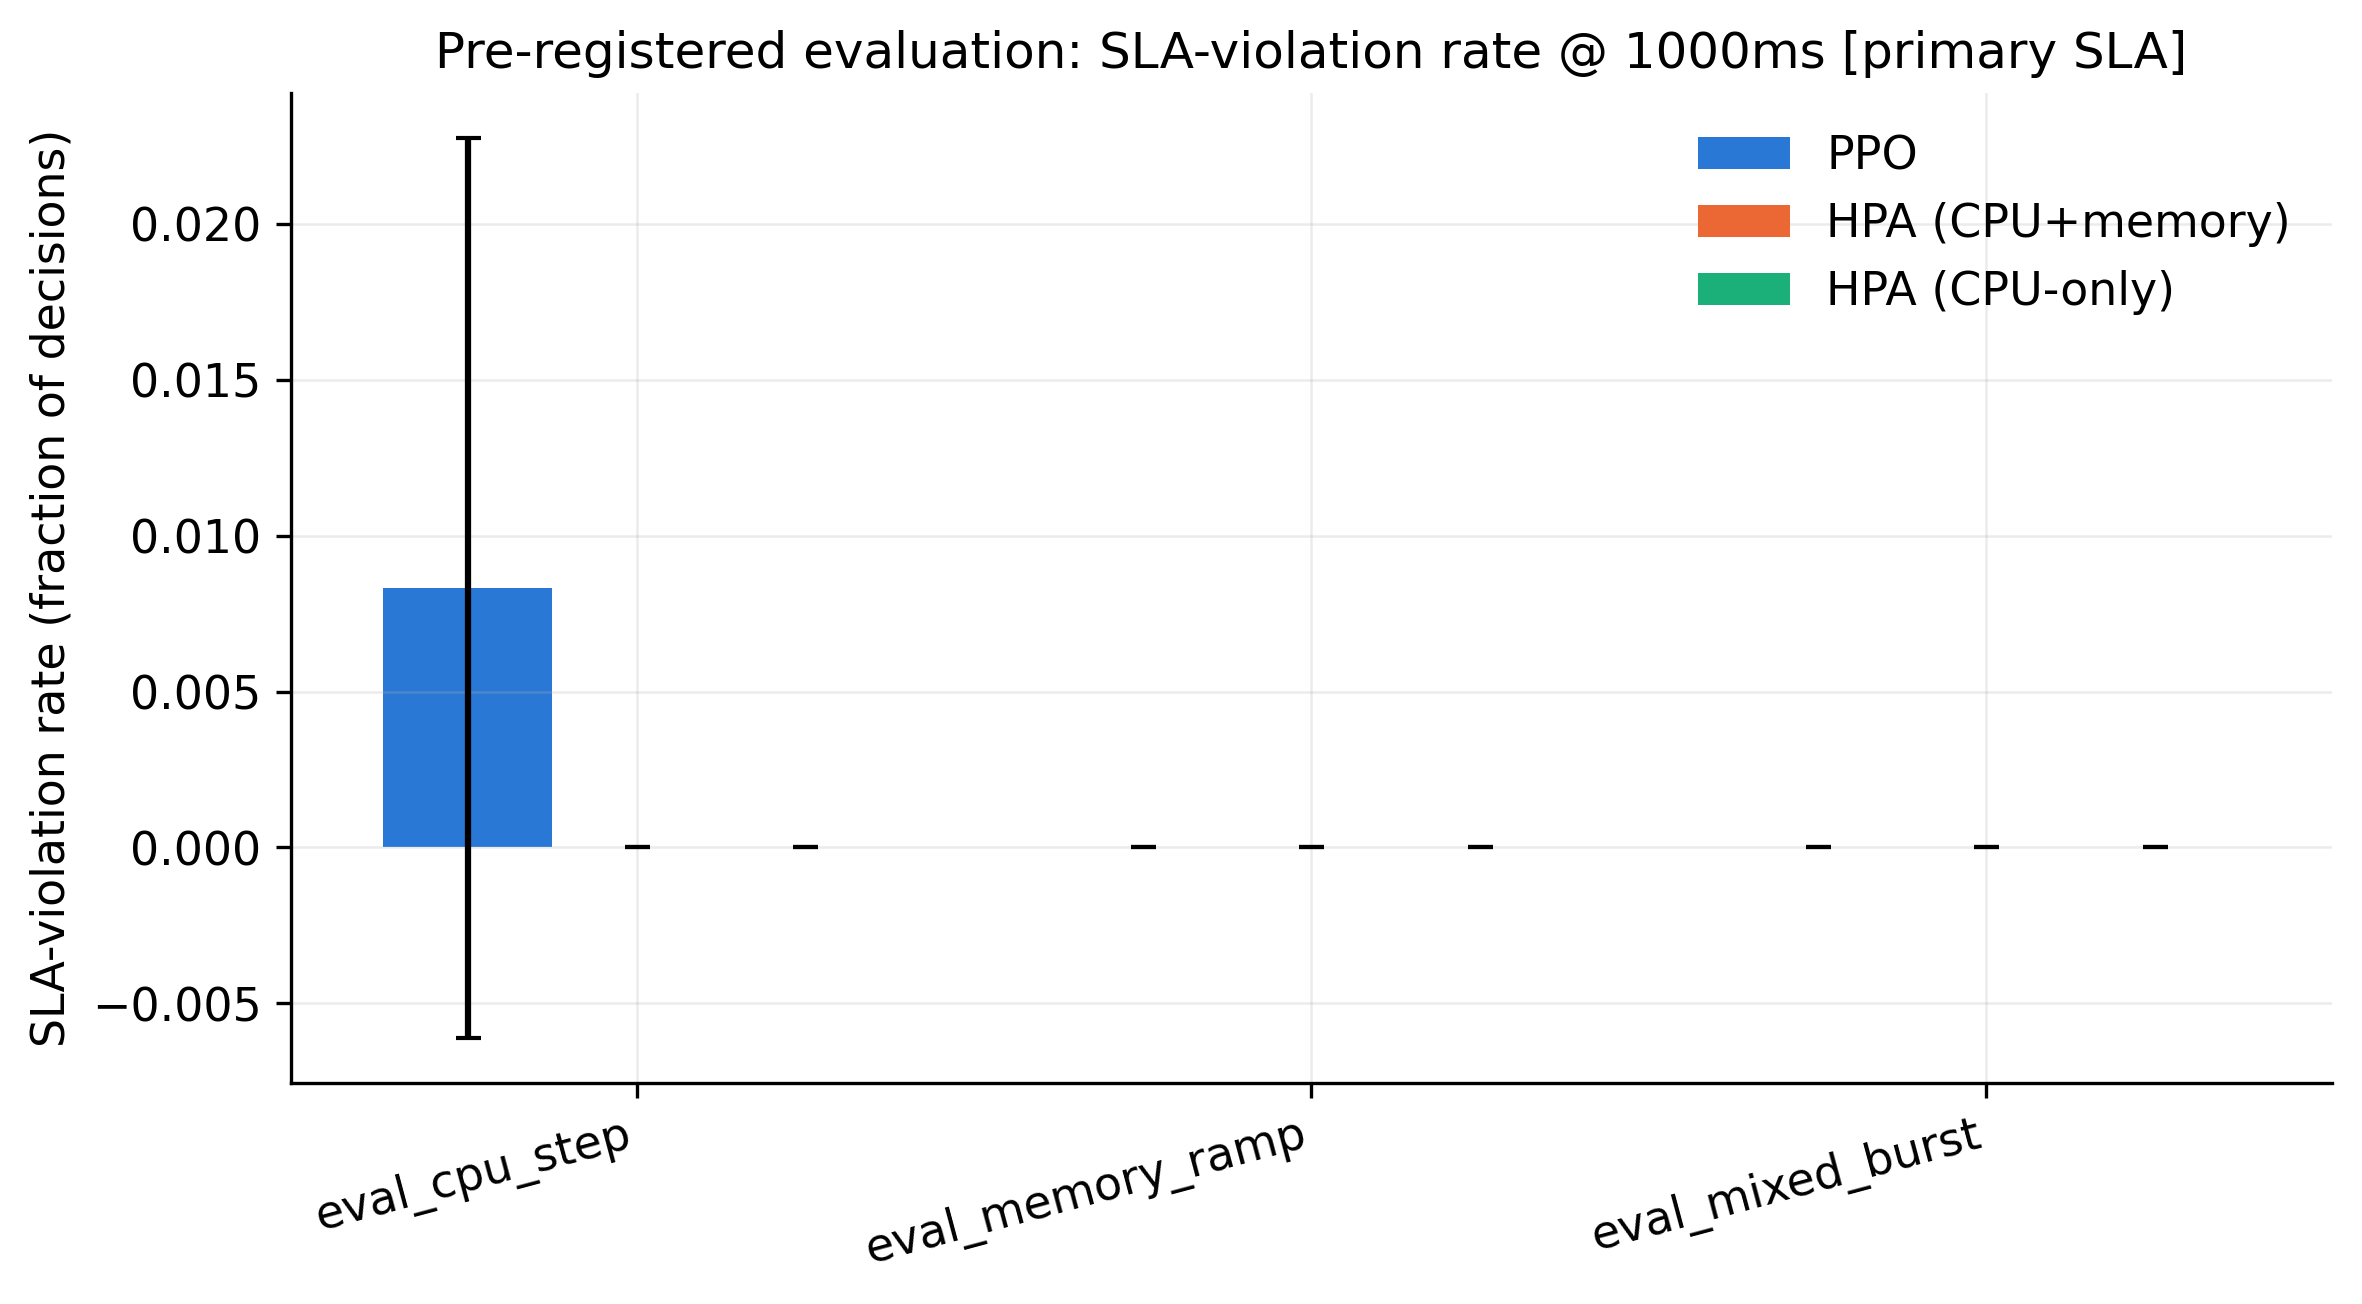 Pre-registered evaluation: SLA-violation rate @ 1000ms [primary SLA]
SLA-violation rate (fraction of decisions)
0.020
0.015
0.010
0.005
0.000
−0.005
PPO
HPA (CPU+memory)
HPA (CPU-only)
eval_cpu_step
eval_memory_ramp
eval_mixed_burst